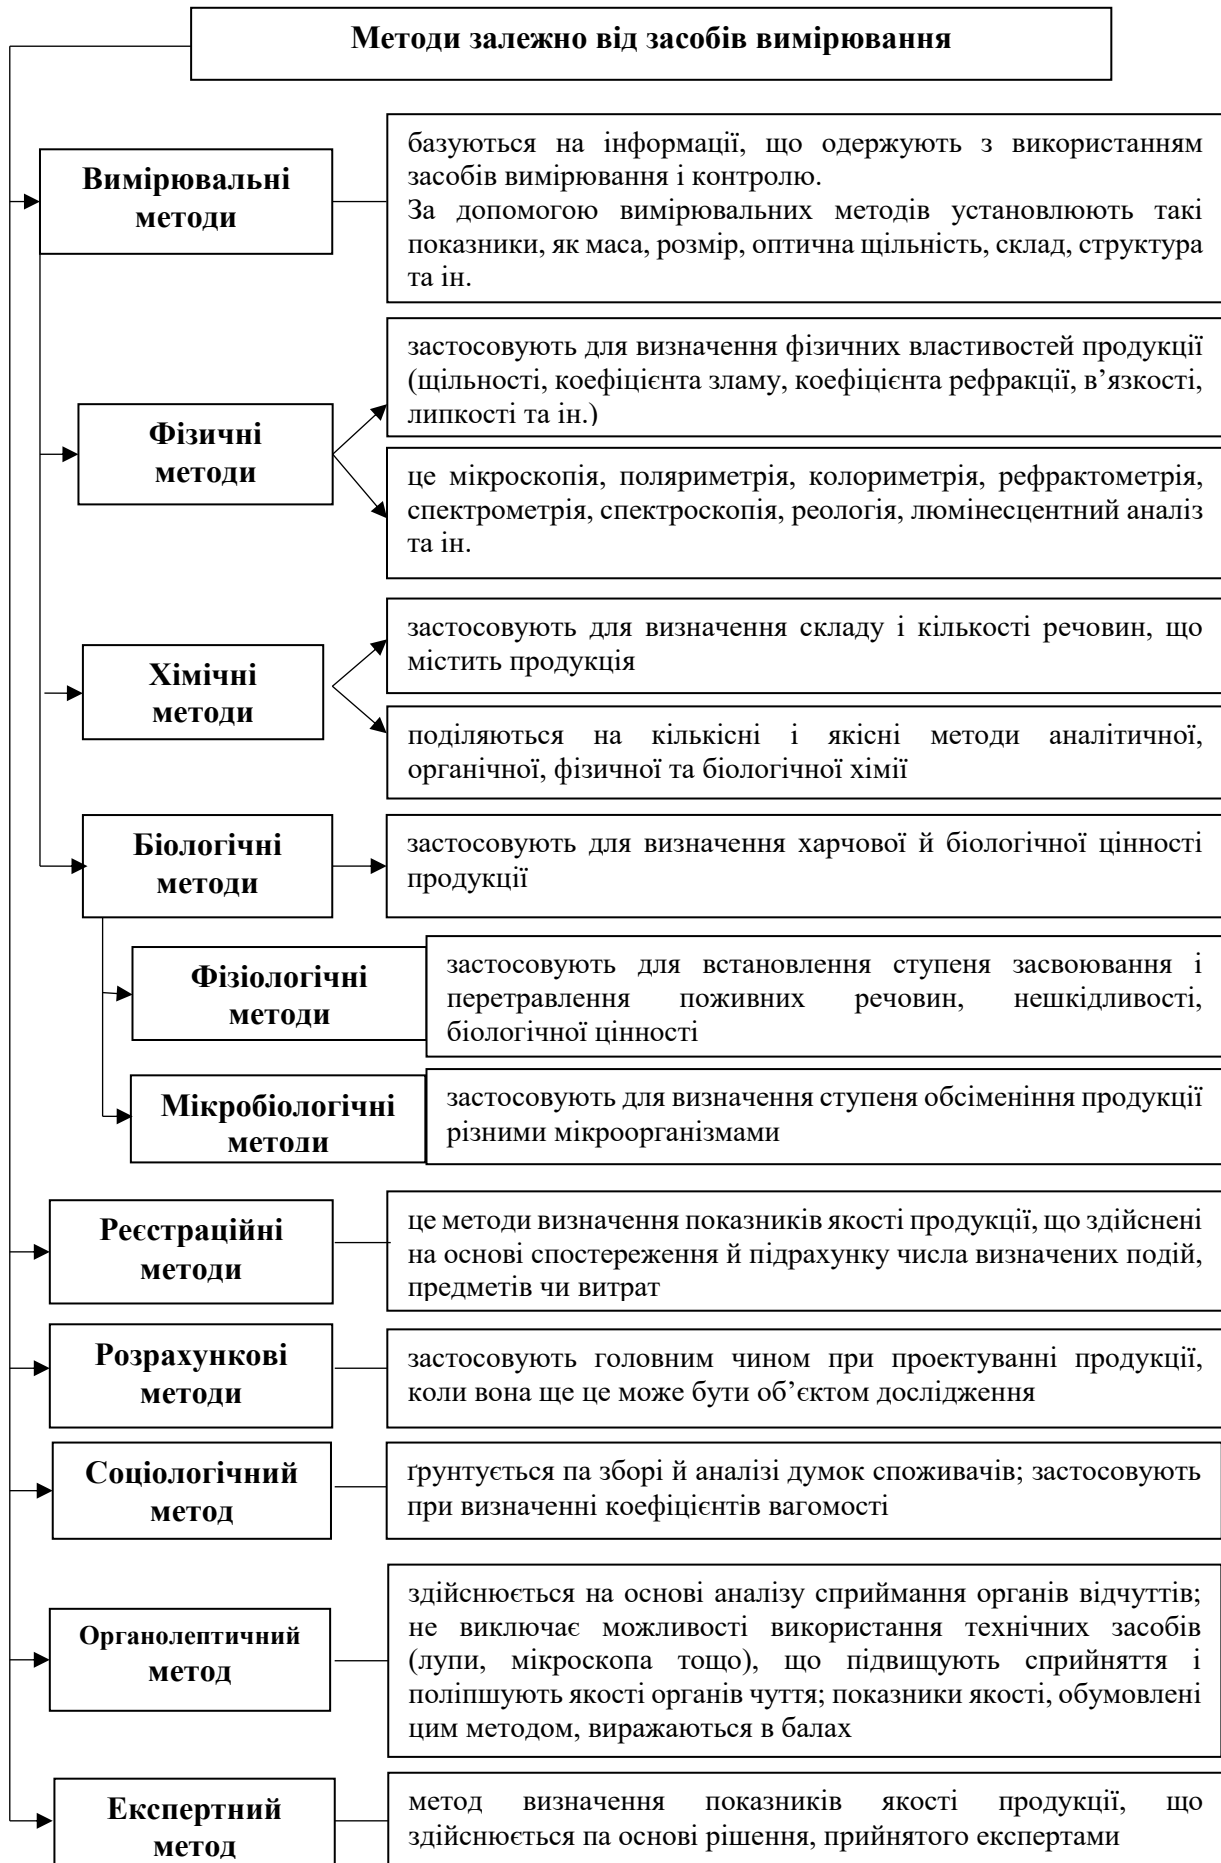 Методи залежно від засобів вимірювання
Вимірювальні
методи
базуються на інформації, що одержують з використанням
засобів вимірювання і контролю.
За допомогою вимірювальних методів установлюють такі
показники, як маса, розмір, оптична щільність, склад, структура
та ін.
Фізичні
методи
застосовують для визначення фізичних властивостей продукції
(щільності, коефіцієнта зламу, коефіцієнта рефракції, в’язкості,
липкості та ін.)
це мікроскопія, поляриметрія, колориметрія, рефрактометрія,
спектрометрія, спектроскопія, реологія, люмінесцентний аналіз
та ін.
Хімічні
методи
застосовують для визначення складу і кількості речовин, що
містить продукція
поділяються на кількісні і якісні методи аналітичної,
органічної, фізичної та біологічної хімії
Біологічні
методи
застосовують для визначення харчової й біологічної цінності
продукції
Фізіологічні
методи
застосовують для встановлення ступеня засвоювання і
перетравлення поживних речовин, нешкідливості,
біологічної цінності
Мікробіологічні
методи
застосовують для визначення ступеня обсіменіння продукції
різними мікроорганізмами
Реєстраційні
методи
це методи визначення показників якості продукції, що здійснені
на основі спостереження й підрахунку числа визначених подій,
предметів чи витрат
Розрахункові
методи
застосовують головним чином при проектуванні продукції,
коли вона ще це може бути об’єктом дослідження
Соціологічний
метод
ґрунтується па зборі й аналізі думок споживачів; застосовують
при визначенні коефіцієнтів вагомості
Органолептичний
метод
здійснюється на основі аналізу сприймання органів відчуттів;
не виключає можливості використання технічних засобів
(лупи, мікроскопа тощо), що підвищують сприйняття і
поліпшують якості органів чуття; показники якості, обумовлені
цим методом, виражаються в балах
Експертний
метод
метод визначення показників якості продукції, що
здійснюється па основі рішення, прийнятого експертами